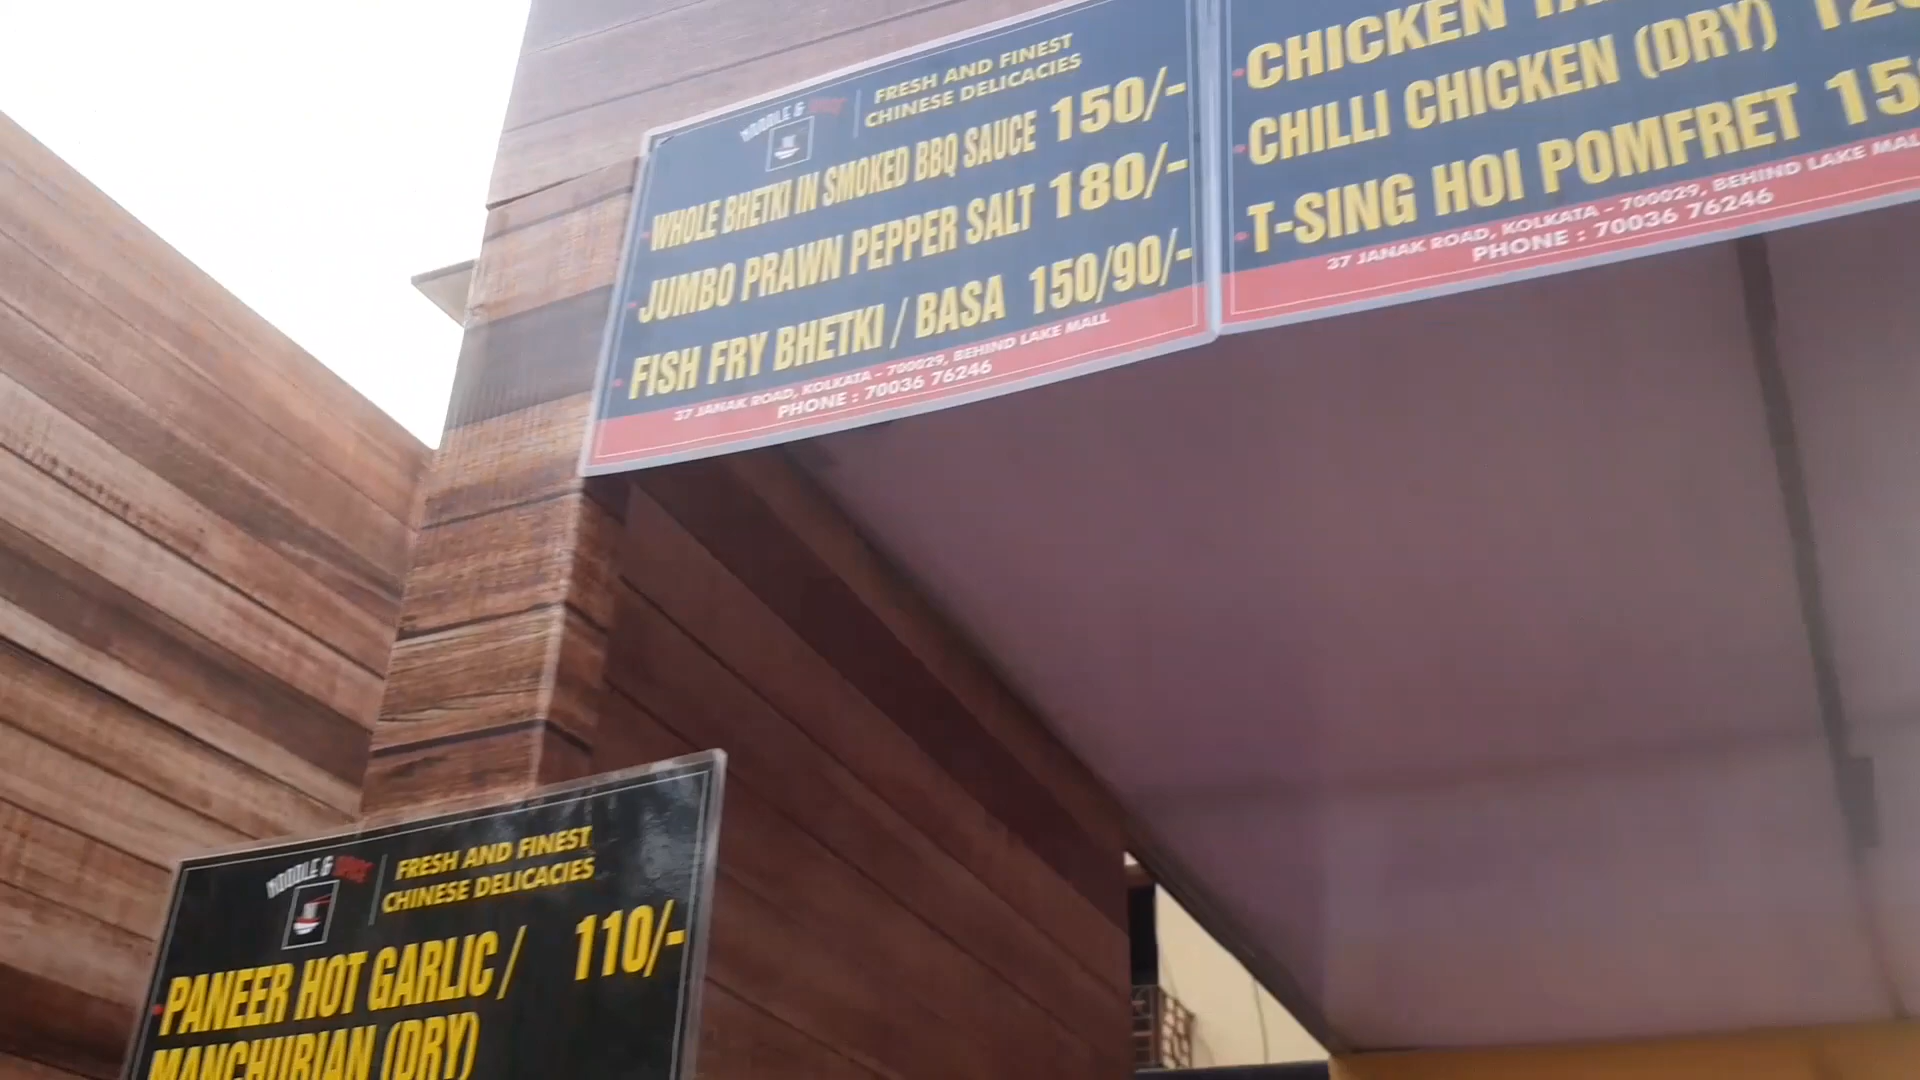 NOODLE &
FRESH AND FINEST
CHINESE DELICACIES
WHOLE BHETKI IN SMOKED BBQ SAUCE 150/-
JUMBO PRAWN PEPPER SALT 180/-
FISH FRY BHETKI / BASA 150/90/-
37 JANAK ROAD, KOLKATA - 700029, BEHIND LAKE MALL
PHONE : 70036 76246
CHICKEN
CHILLI CHICKEN (DRY)
T-SING HOI POMFRET
37 JANAK ROAD, KOLKATA - 700029, BEHIND LAKE MALL
PHONE : 70036 76246
NOODLE &
FRESH AND FINEST
CHINESE DELICACIES
PANEER HOT GARLIC / 110/-
MANCHURIAN (DRY)